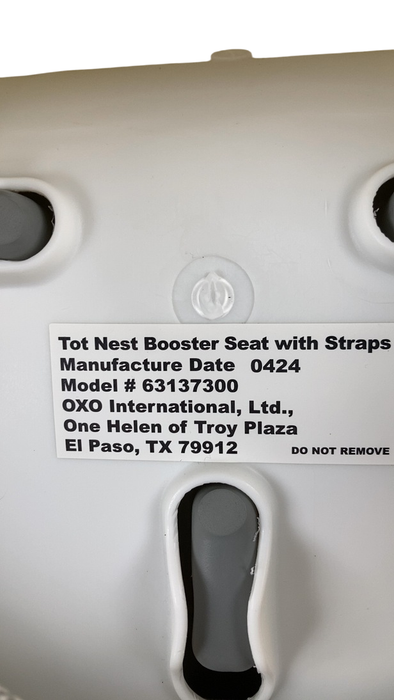 Tot Nest Booster Seat with Straps
Manufacture Date 0424
Model # 63137300
OXO International, Ltd.,
One Helen of Troy Plaza
El Paso, TX 79912
DO NOT REMOVE